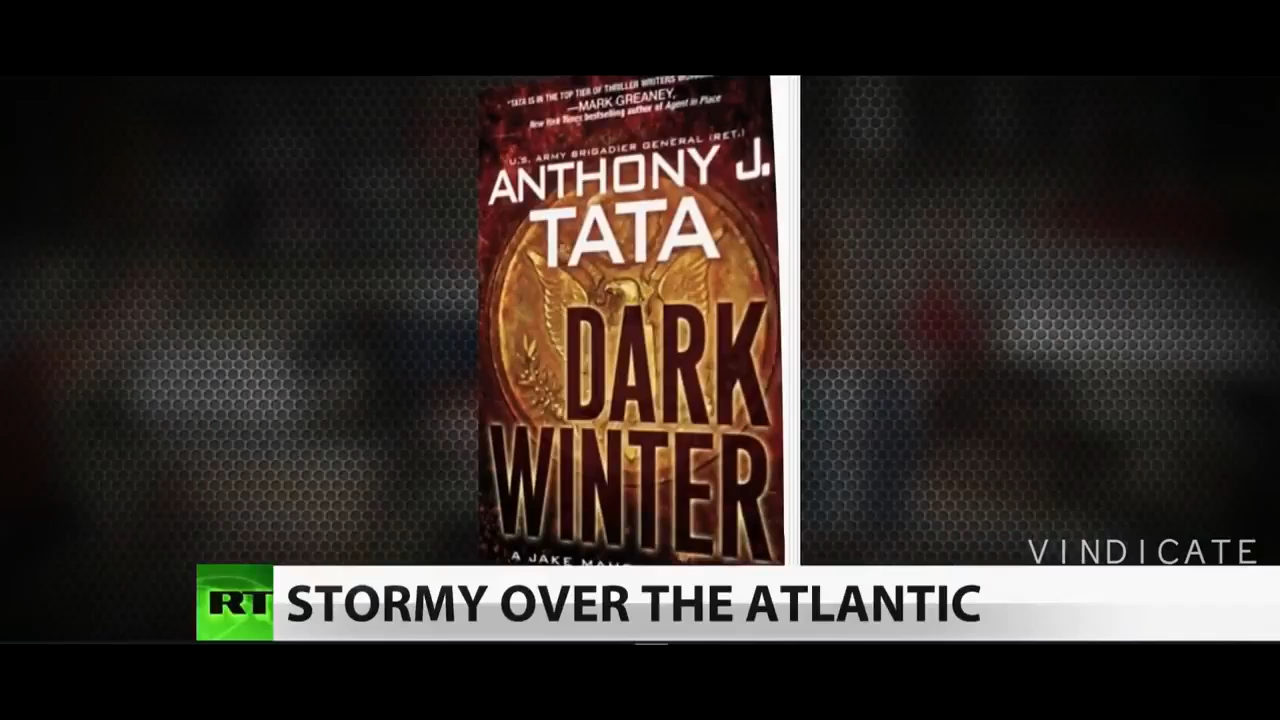 "TATA IS IN THE TOP TIER OF THRILLER WRITERS
—MARK GREANEY,
New York Times bestselling author of Agent in Place
U.S. ARMY BRIGADIER GENERAL (RET.)
ANTHONY J.
TATA
DARK
WINTER
A JAKE
VINDICATE
RT STORMY OVER THE ATLANTIC